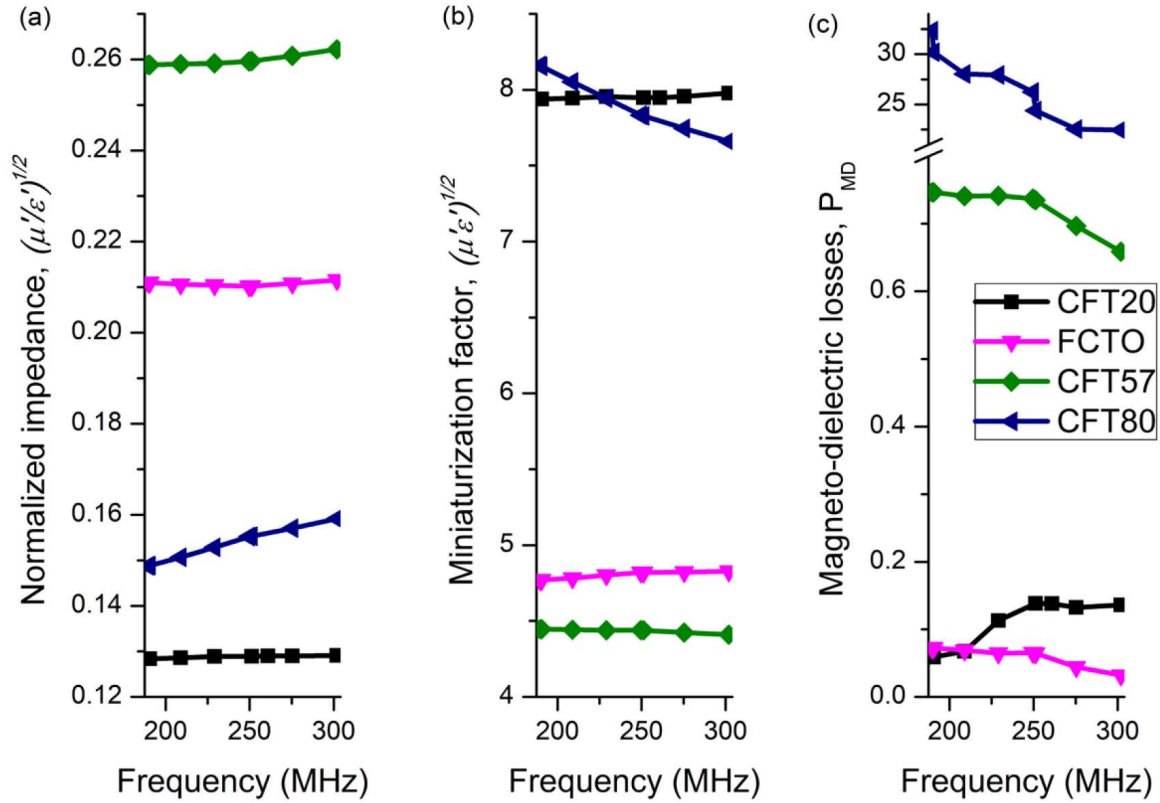 (a)
Normalized impedance, (μ'/ε')^1/2
0.26
0.24
0.22
0.20
0.18
0.16
0.14
0.12
200 250 300
Frequency (MHz)
(b)
Miniaturization factor, (μ'ε')^1/2
8
7
6
5
4
200 250 300
Frequency (MHz)
(c)
Magneto-dielectric losses, P_MD
30
25
0.6
0.4
0.2
0.0
CFT20
FCTO
CFT57
CFT80
200 250 300
Frequency (MHz)